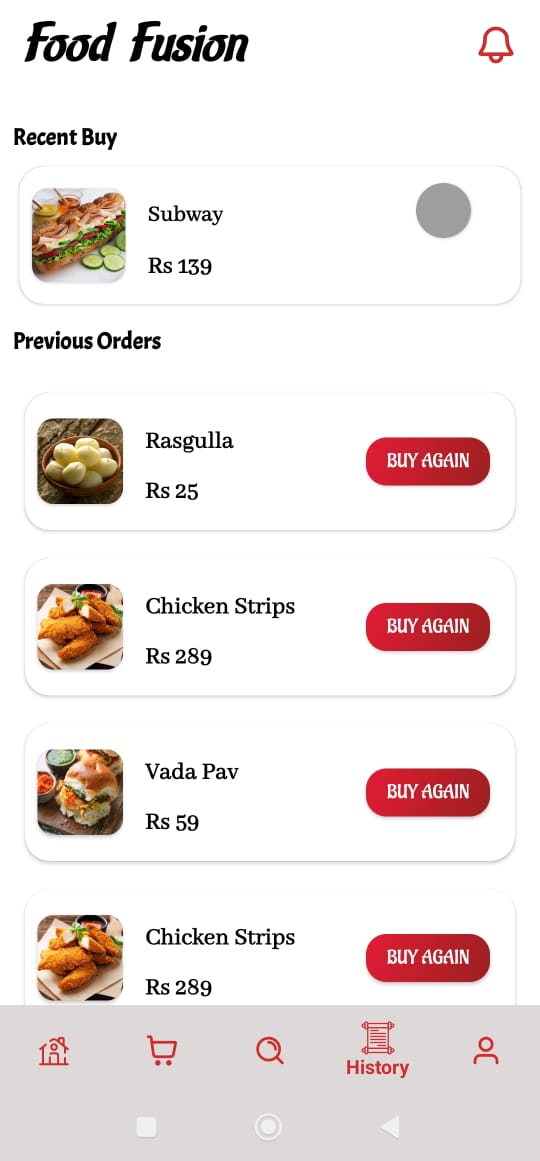 Food Fusion
Recent Buy
Subway
Rs 139
Previous Orders
Rasgulla
Rs 25
BUY AGAIN
Chicken Strips
Rs 289
BUY AGAIN
Vada Pav
Rs 59
BUY AGAIN
Chicken Strips
Rs 289
BUY AGAIN
History